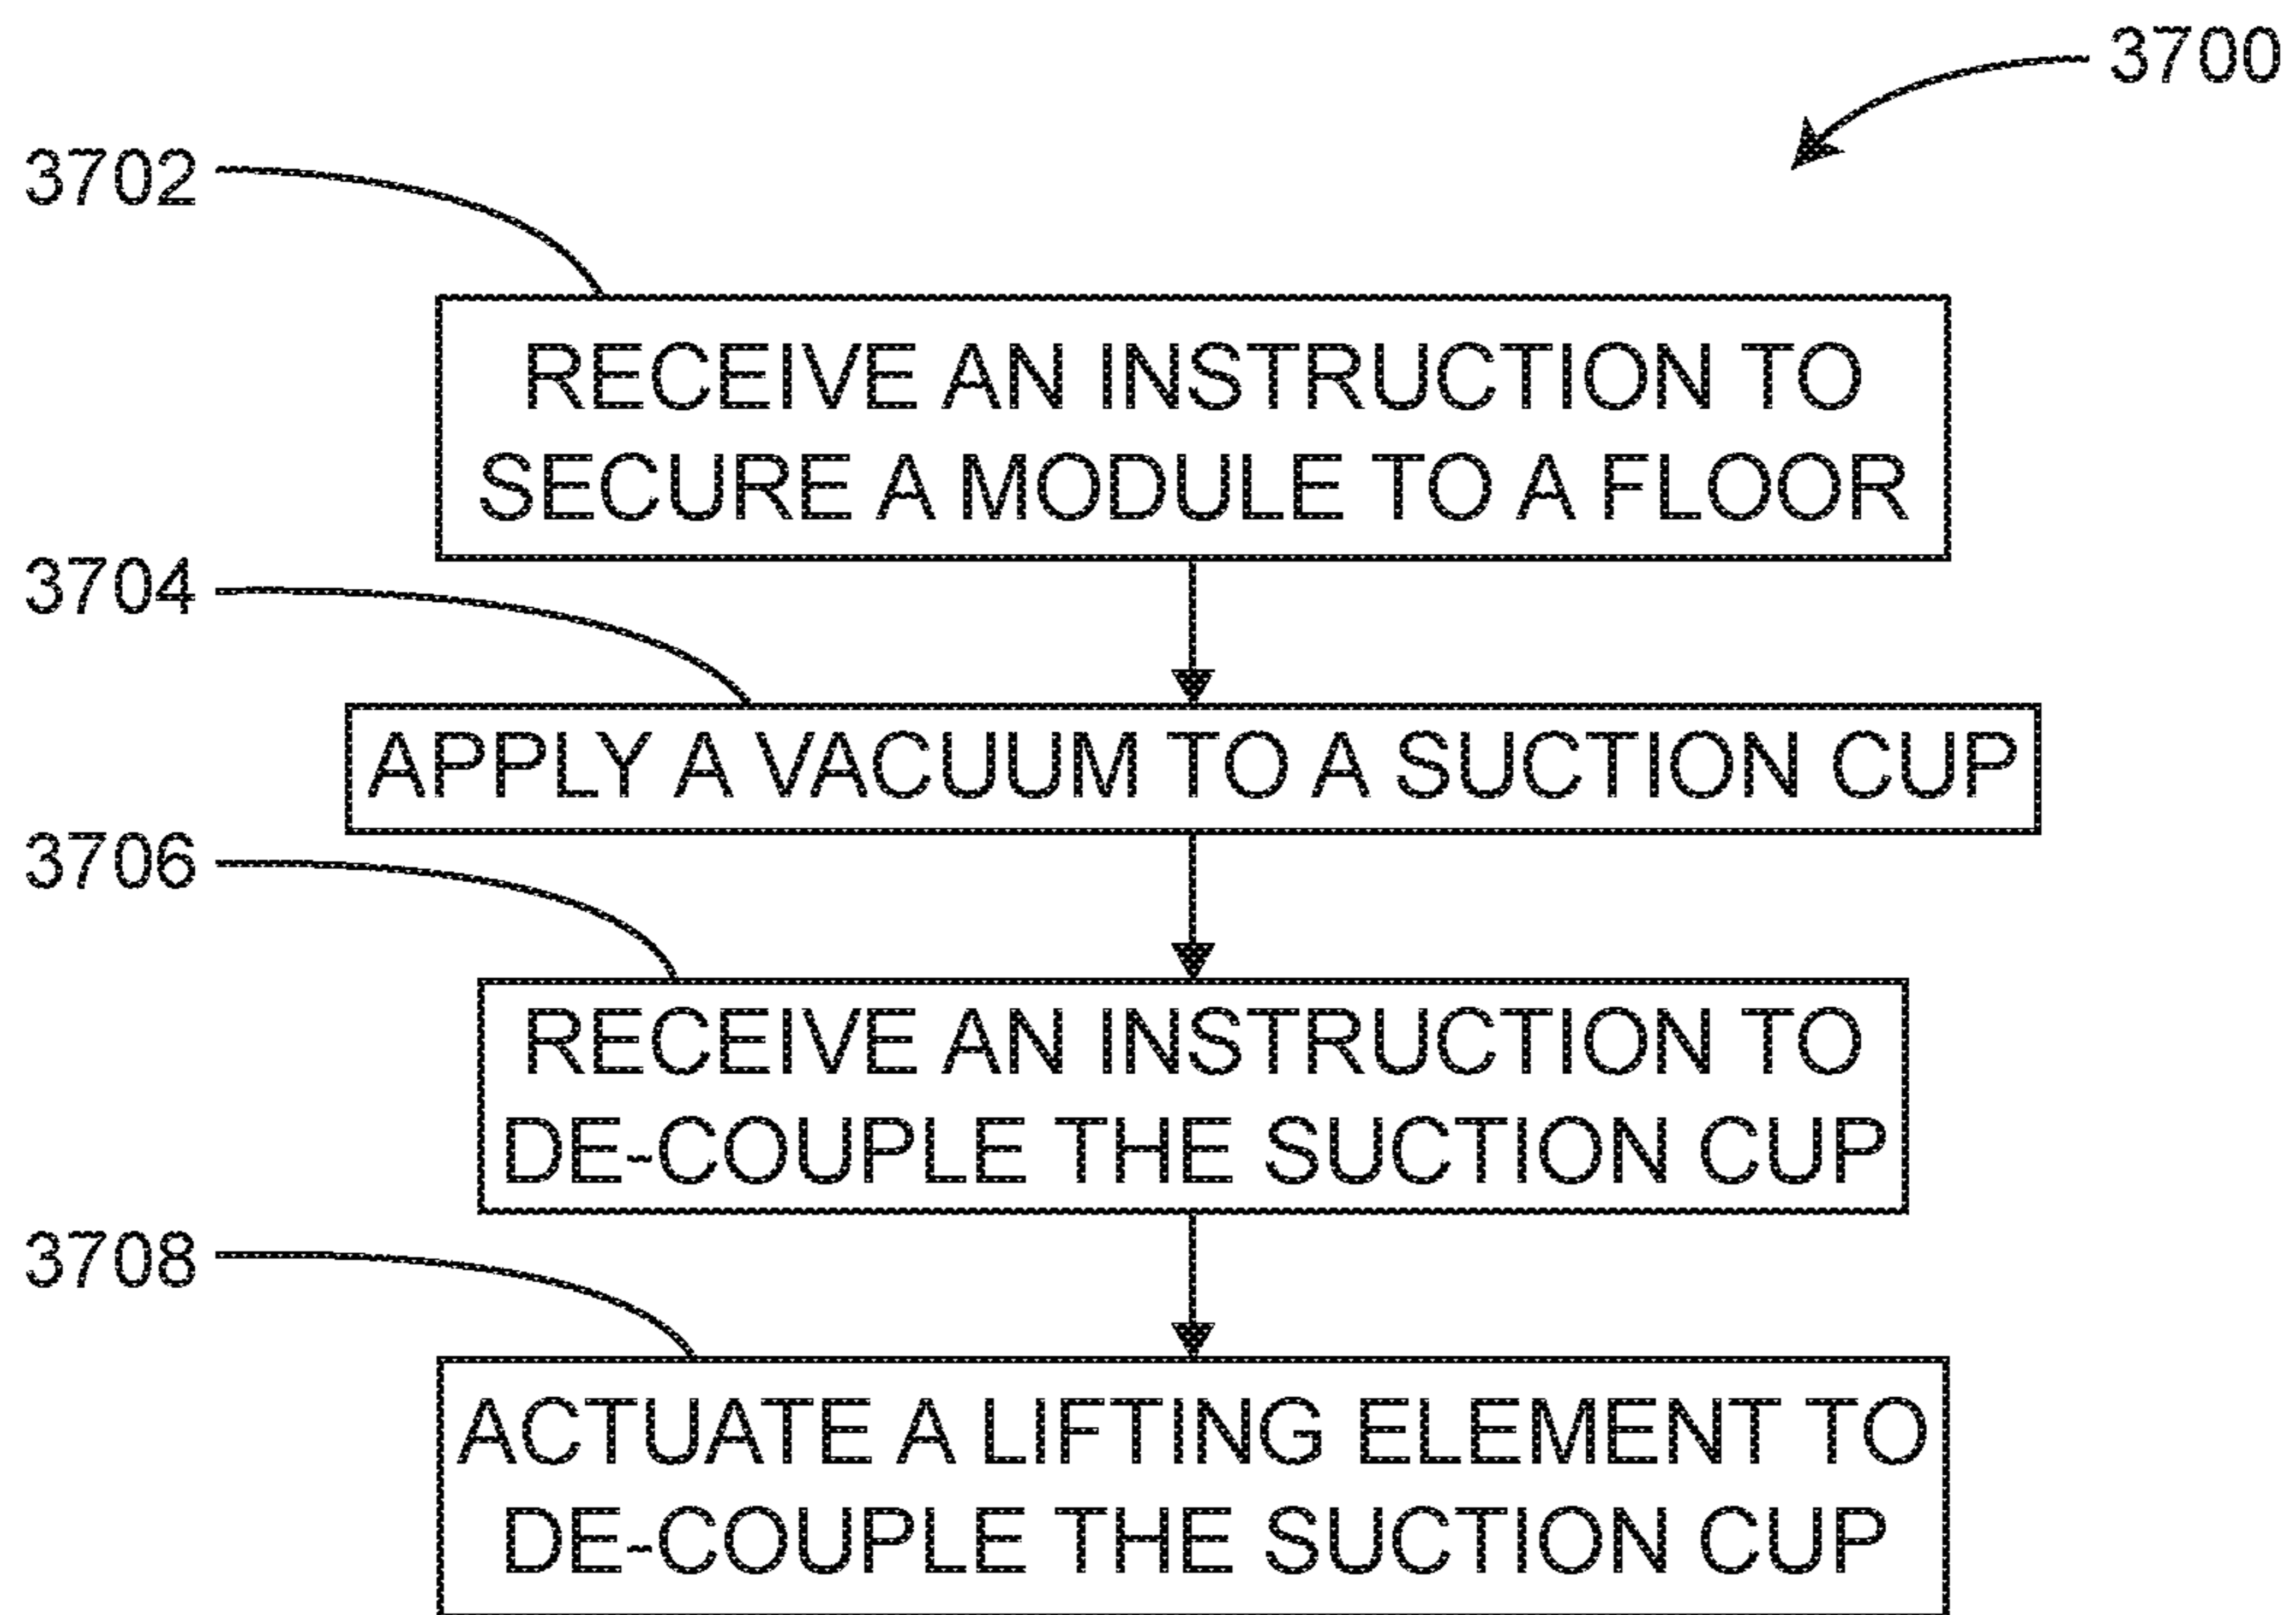 3700
3702
RECEIVE AN INSTRUCTION TO
SECURE A MODULE TO A FLOOR
3704
APPLY A VACUUM TO A SUCTION CUP
3706
RECEIVE AN INSTRUCTION TO
DE-COUPLE THE SUCTION CUP
3708
ACTUATE A LIFTING ELEMENT TO
DE-COUPLE THE SUCTION CUP